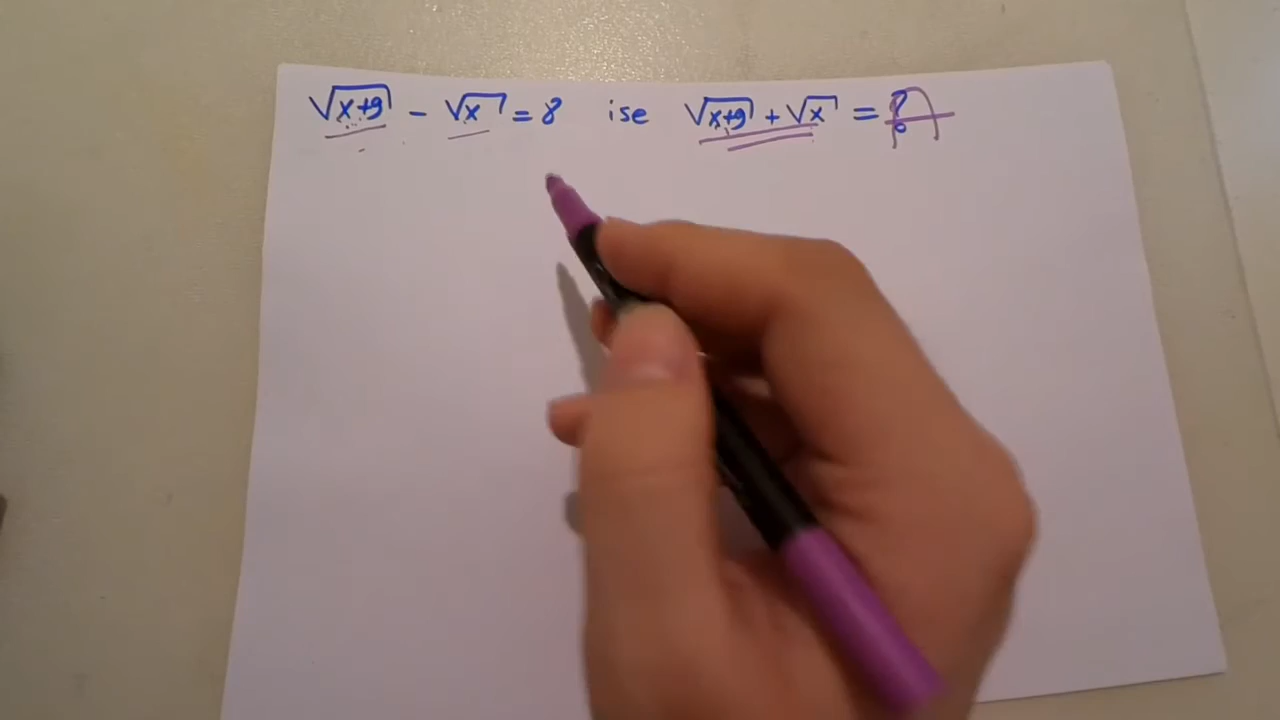 √x+9 - √x = 8 ise √x+9 + √x = ? A